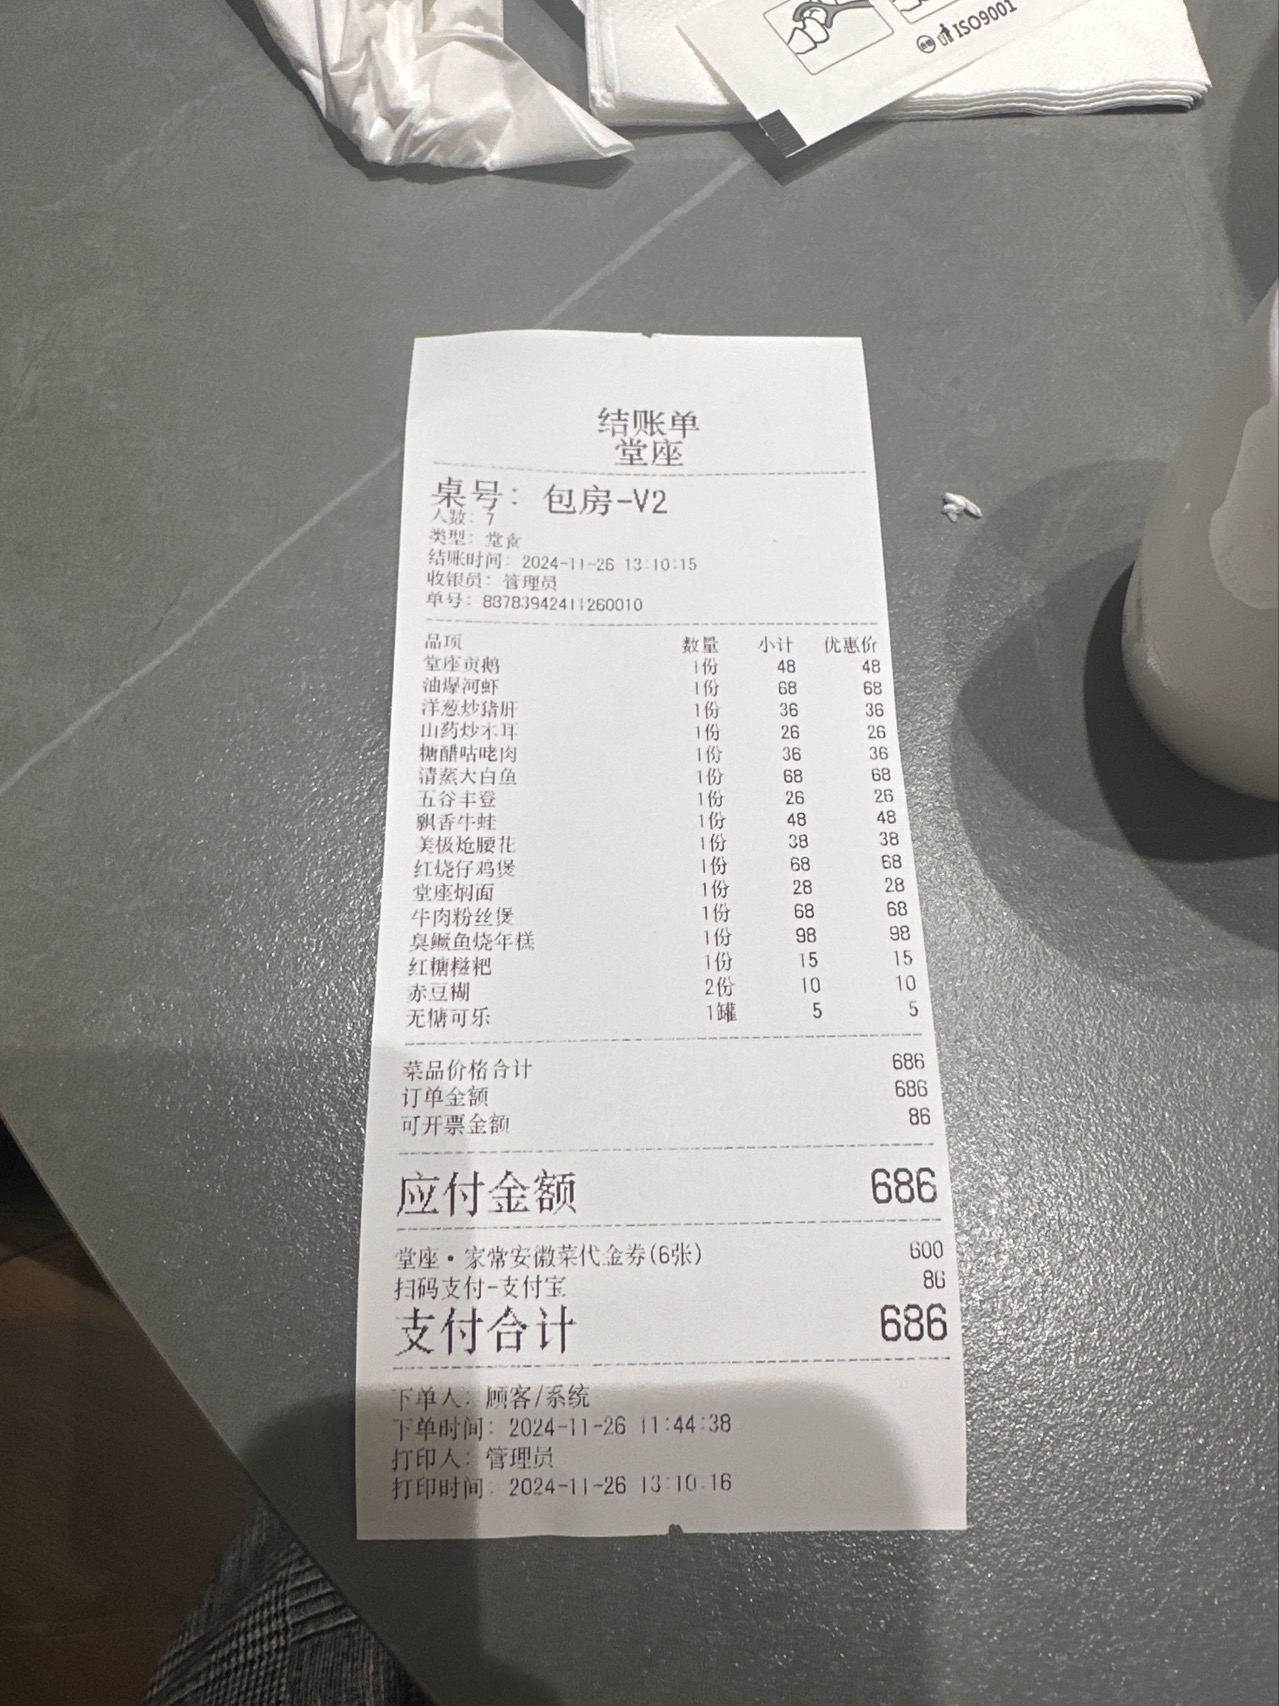 ISO9001
结账单
堂座
桌号：包房-V2
人数：7
类型：堂食
结账时间：2024-11-26 13:10:15
收银员：管理员
单号：88783942411260010
品项 数量 小计 优惠价
堂座贡鹅 1份 48 48
油爆河虾 1份 68 68
洋葱炒猪肝 1份 36 36
山药炒木耳 1份 26 26
糖醋咕咾肉 1份 36 36
清蒸大白鱼 1份 68 68
五谷丰登 1份 26 26
飘香牛蛙 1份 48 48
美极炝腰花 1份 38 38
红烧仔鸡煲 1份 68 68
堂座焖面 1份 28 28
牛肉粉丝煲 1份 68 68
臭鳜鱼烧年糕 1份 98 98
红糖糍粑 1份 15 15
赤豆糊 2份 10 10
无糖可乐 1罐 5 5
菜品价格合计 686
订单金额 686
可开票金额 86
应付金额 686
堂座·家常安徽菜代金券(6张) 600
扫码支付-支付宝 86
支付合计 686
下单人：顾客/系统
下单时间：2024-11-26 11:44:38
打印人：管理员
打印时间：2024-11-26 13:10:16